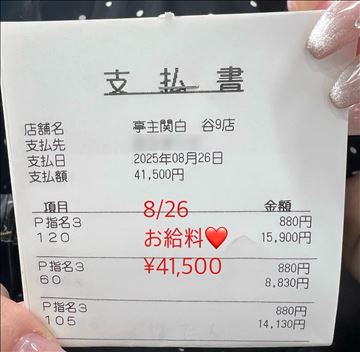 支払書
店舗名 亭主関白 谷9店
支払先
支払日 2025年08月26日
支払額 41,500円
項目 金額
P指名3 880円
120 15,900円
P指名3 880円
60 8,830円
P指名3 880円
105 14,130円
8/26
お給料❤
¥41,500